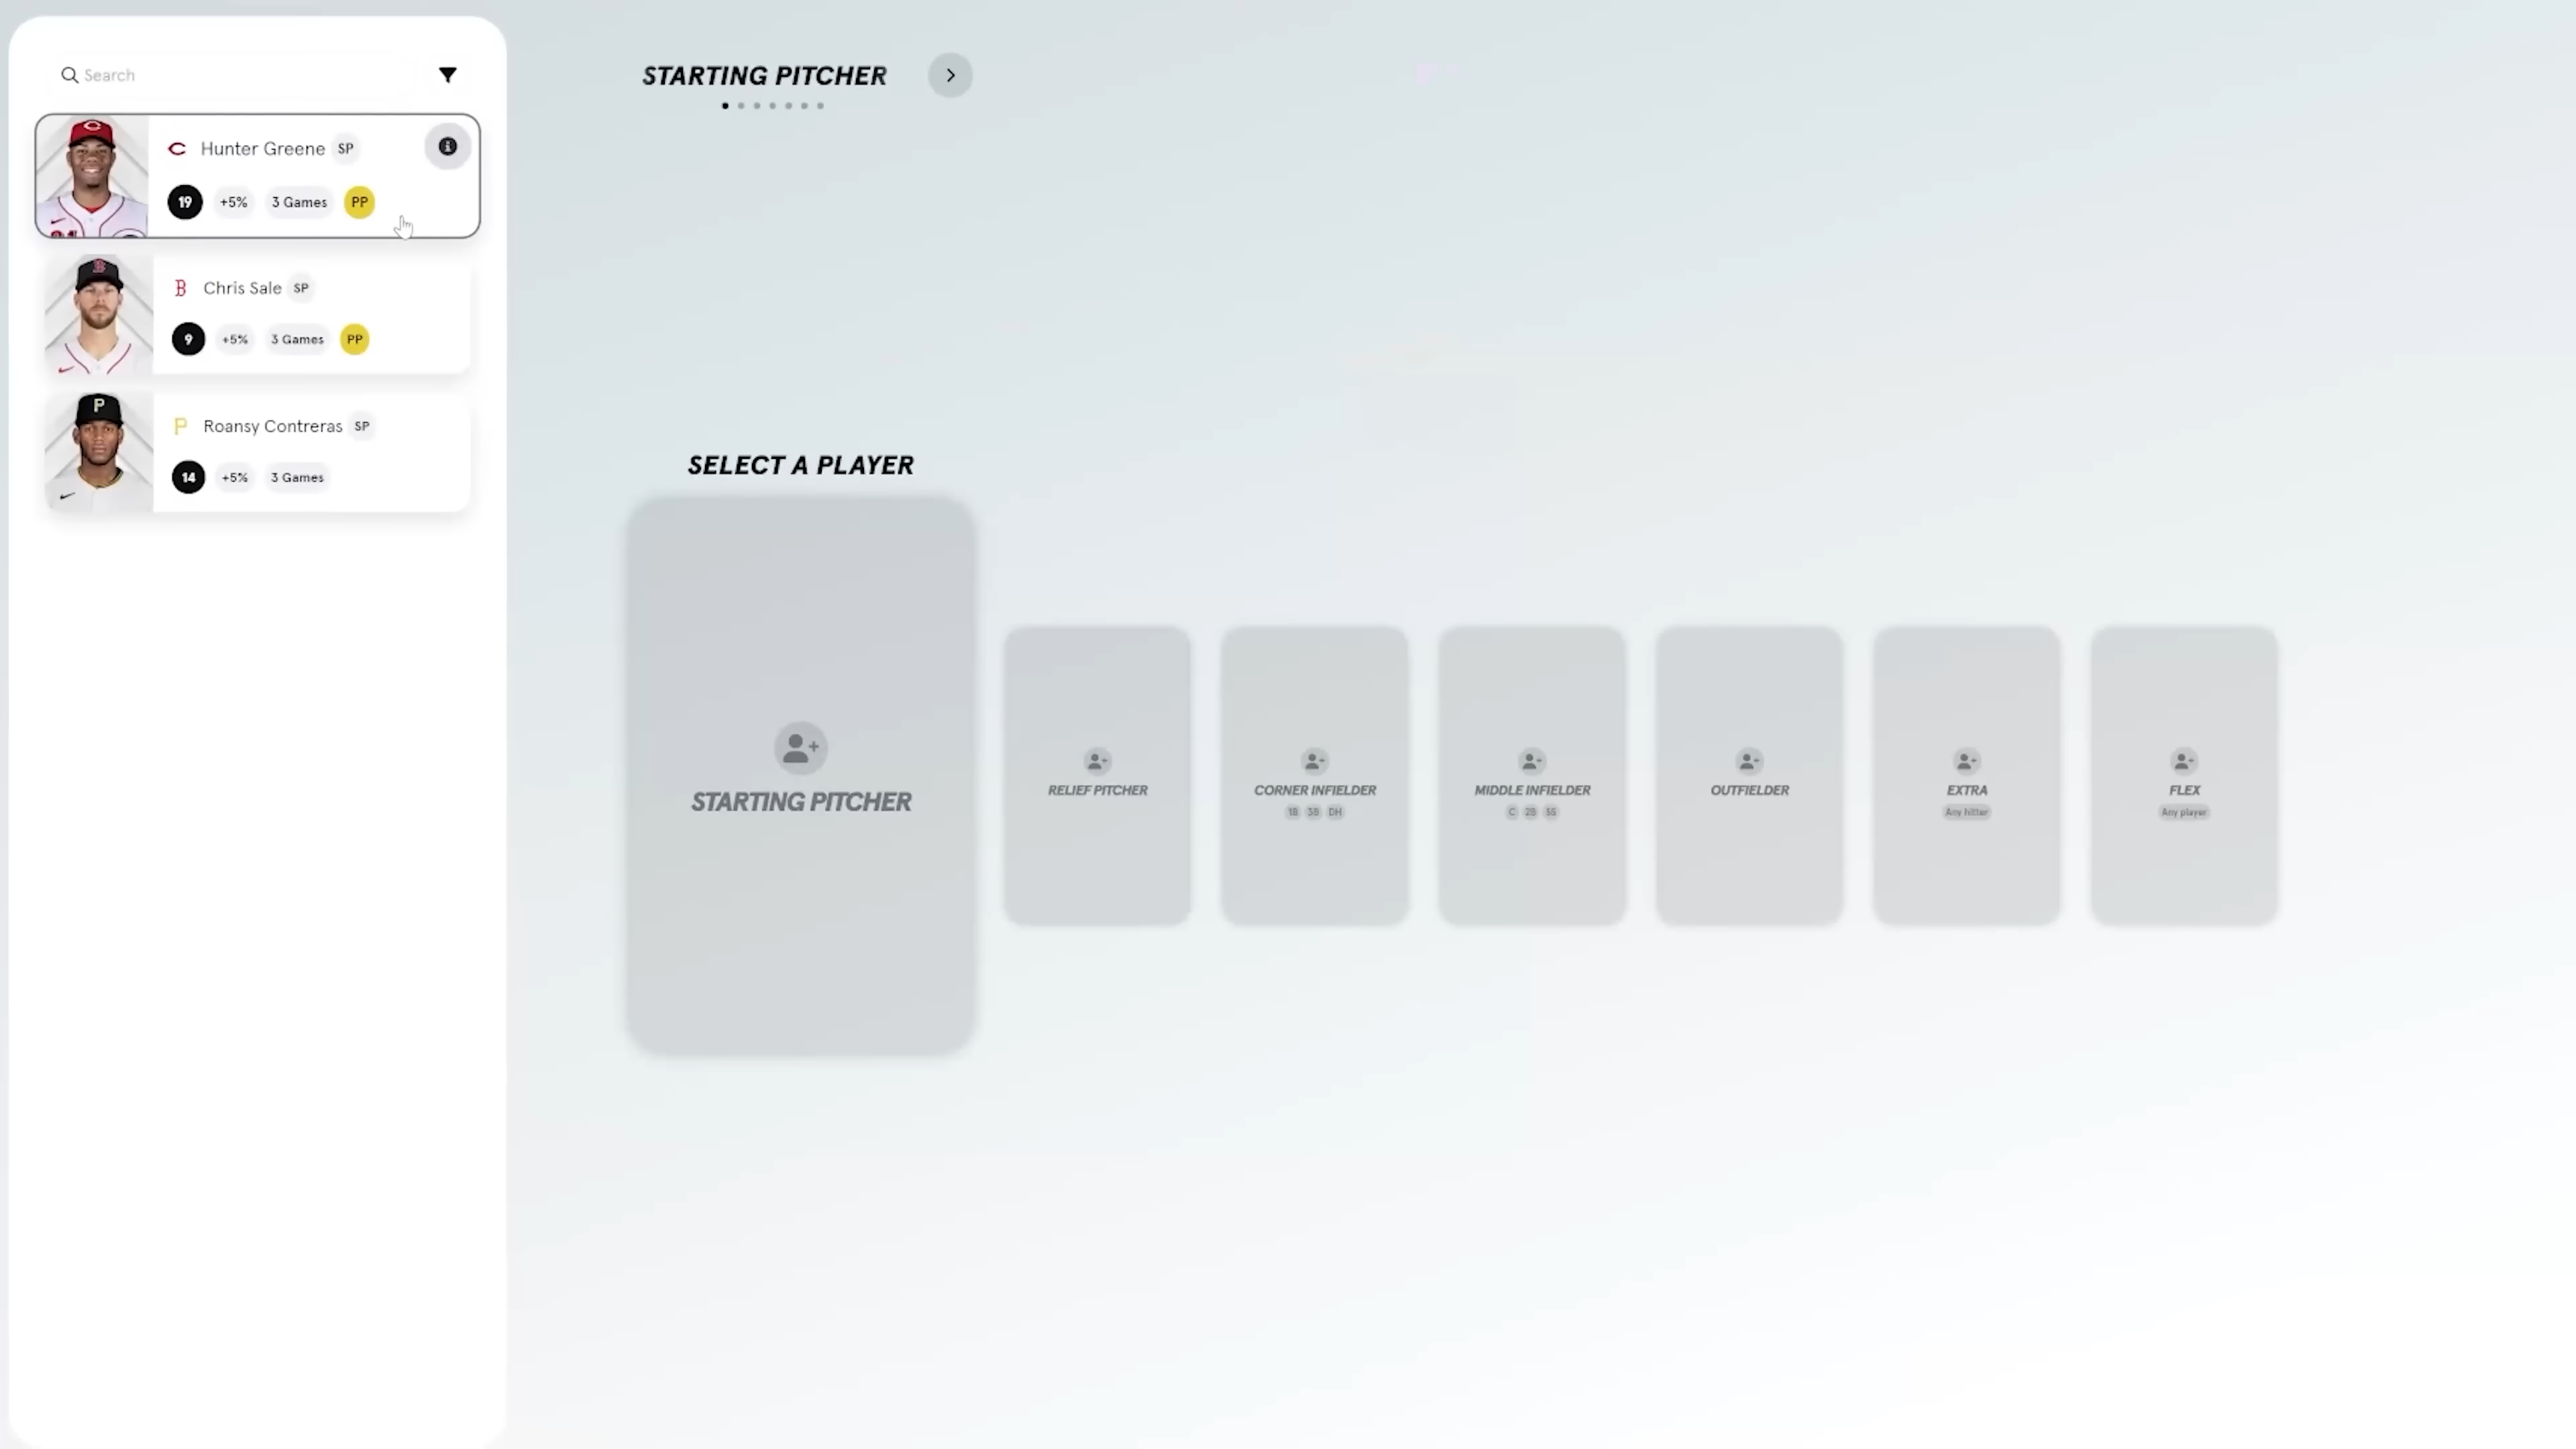 Search
Hunter Greene SP
19 +5% 3 Games PP
Chris Sale SP
9 +5% 3 Games PP
Roansy Contreras SP
14 +5% 3 Games
STARTING PITCHER
SELECT A PLAYER
STARTING PITCHER
RELIEF PITCHER
CORNER INFIELDER
1B 3B DH
MIDDLE INFIELDER
C 2B SS
OUTFIELDER
EXTRA
Any hitter
FLEX
Any player